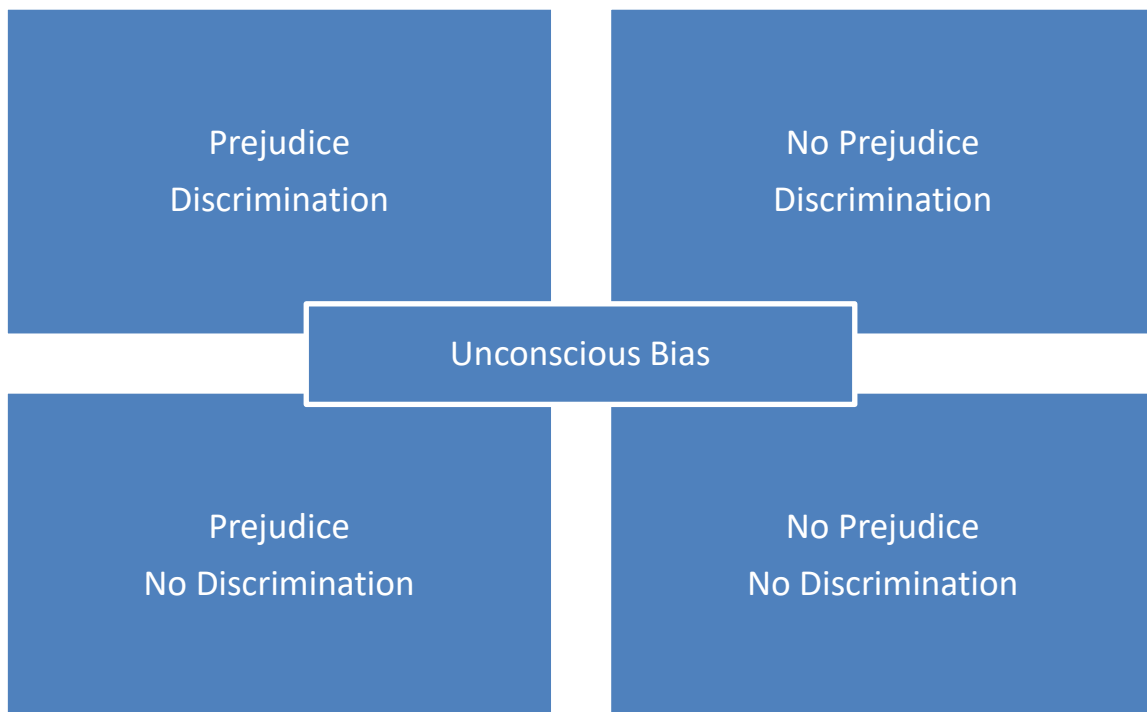 Prejudice
Discrimination
No Prejudice
Discrimination
Unconscious Bias
Prejudice
No Discrimination
No Prejudice
No Discrimination